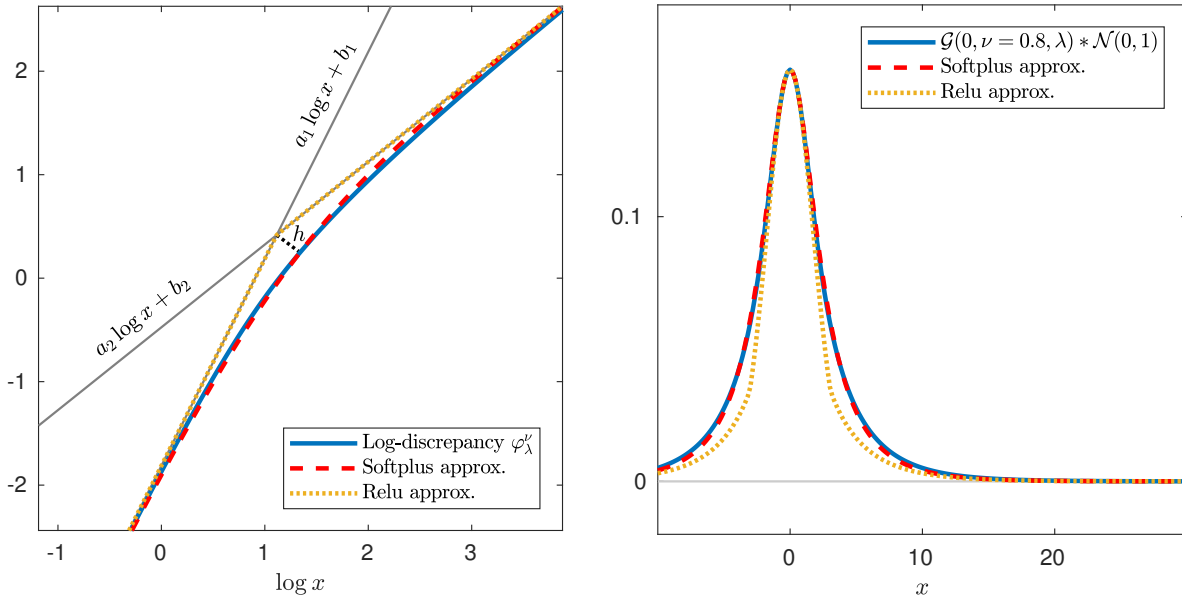 2
1
0
-1
-2
-1
0
1
2
3
log x
a₁ log x + b₁
a₂ log x + b₂
h
Log-discrepancy φ_λ^ν
Softplus approx.
Relu approx.
0.1
0
0
10
20
x
𝒢(0, ν = 0.8, λ) * 𝒩(0, 1)
Softplus approx.
Relu approx.